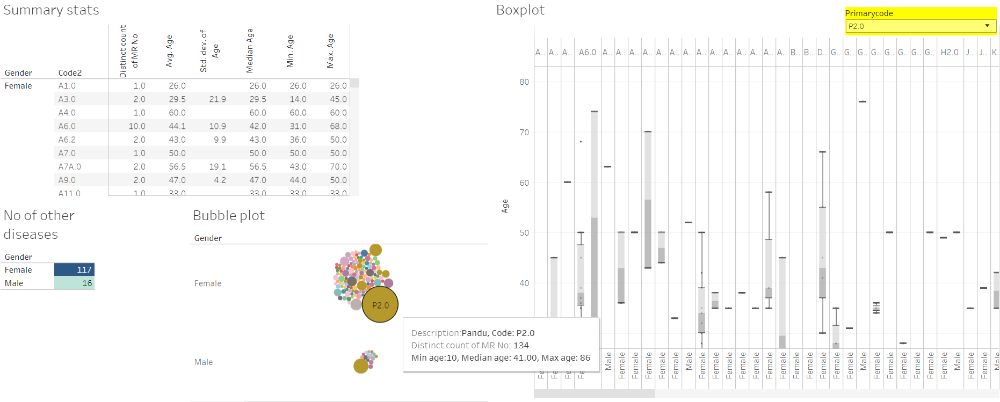 Summary stats
Distinct count of MR No
Avg. Age
Std. dev. of Age
Median Age
Min. Age
Max. Age
Gender Code2
Female A1.0 1.0 26.0 26.0 26.0 26.0
A3.0 2.0 29.5 21.9 29.5 14.0 45.0
A4.0 1.0 60.0 60.0 60.0 60.0
A6.0 10.0 44.1 10.9 42.0 31.0 68.0
A6.2 2.0 43.0 9.9 43.0 36.0 50.0
A7.0 1.0 50.0 50.0 50.0 50.0
A7A.0 2.0 56.5 19.1 56.5 43.0 70.0
A9.0 2.0 47.0 4.2 47.0 44.0 50.0
A11.0 1.0 33.0 33.0 33.0 33.0
No of other
diseases
Gender
Female 117
Male 16
Bubble plot
Gender
Female
P2.0
Male
Description:Pandu, Code: P2.0
Distinct count of MR No: 134
Min age:10, Median age: 41.00, Max age: 86
Boxplot
Primarycode
P2.0
A.. A.. A.. A6.0 A.. A.. A.. A.. A.. A.. A.. A.. A.. A.. A.. A.. A.. A.. B.. B.. D.. G.. G.. G.. G.. G.. G.. G.. G.. H2.0 J.. J.. K..
80
70
60
50
40
Age
Fe Fe Fe Fe Male Female Female Female Female Female Male Female Female Female Female Female Female Female Female Female Female Female Female Male Female Female Female Female Female Female Male Female Female Ma